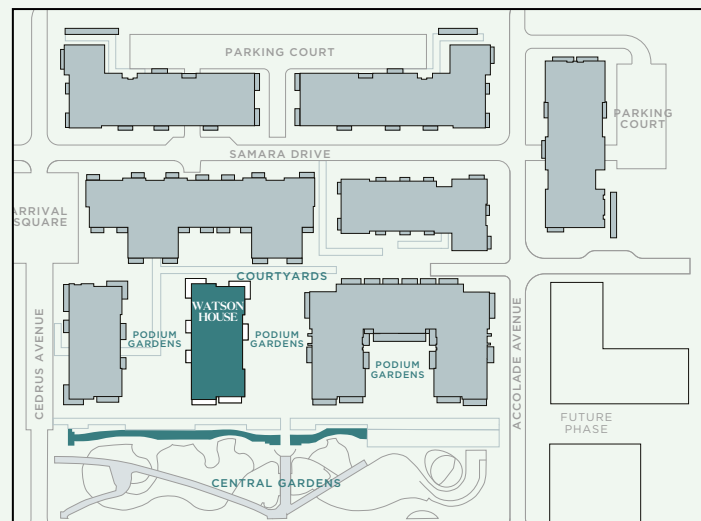 PARKING COURT
PARKING
COURT
SAMARA DRIVE
ARRIVAL
SQUARE
COURTYARDS
WATSON
HOUSE
PODIUM
GARDENS
PODIUM
GARDENS
PODIUM
GARDENS
CEDRUS AVENUE
ACCOLADE AVENUE
FUTURE
PHASE
CENTRAL GARDENS